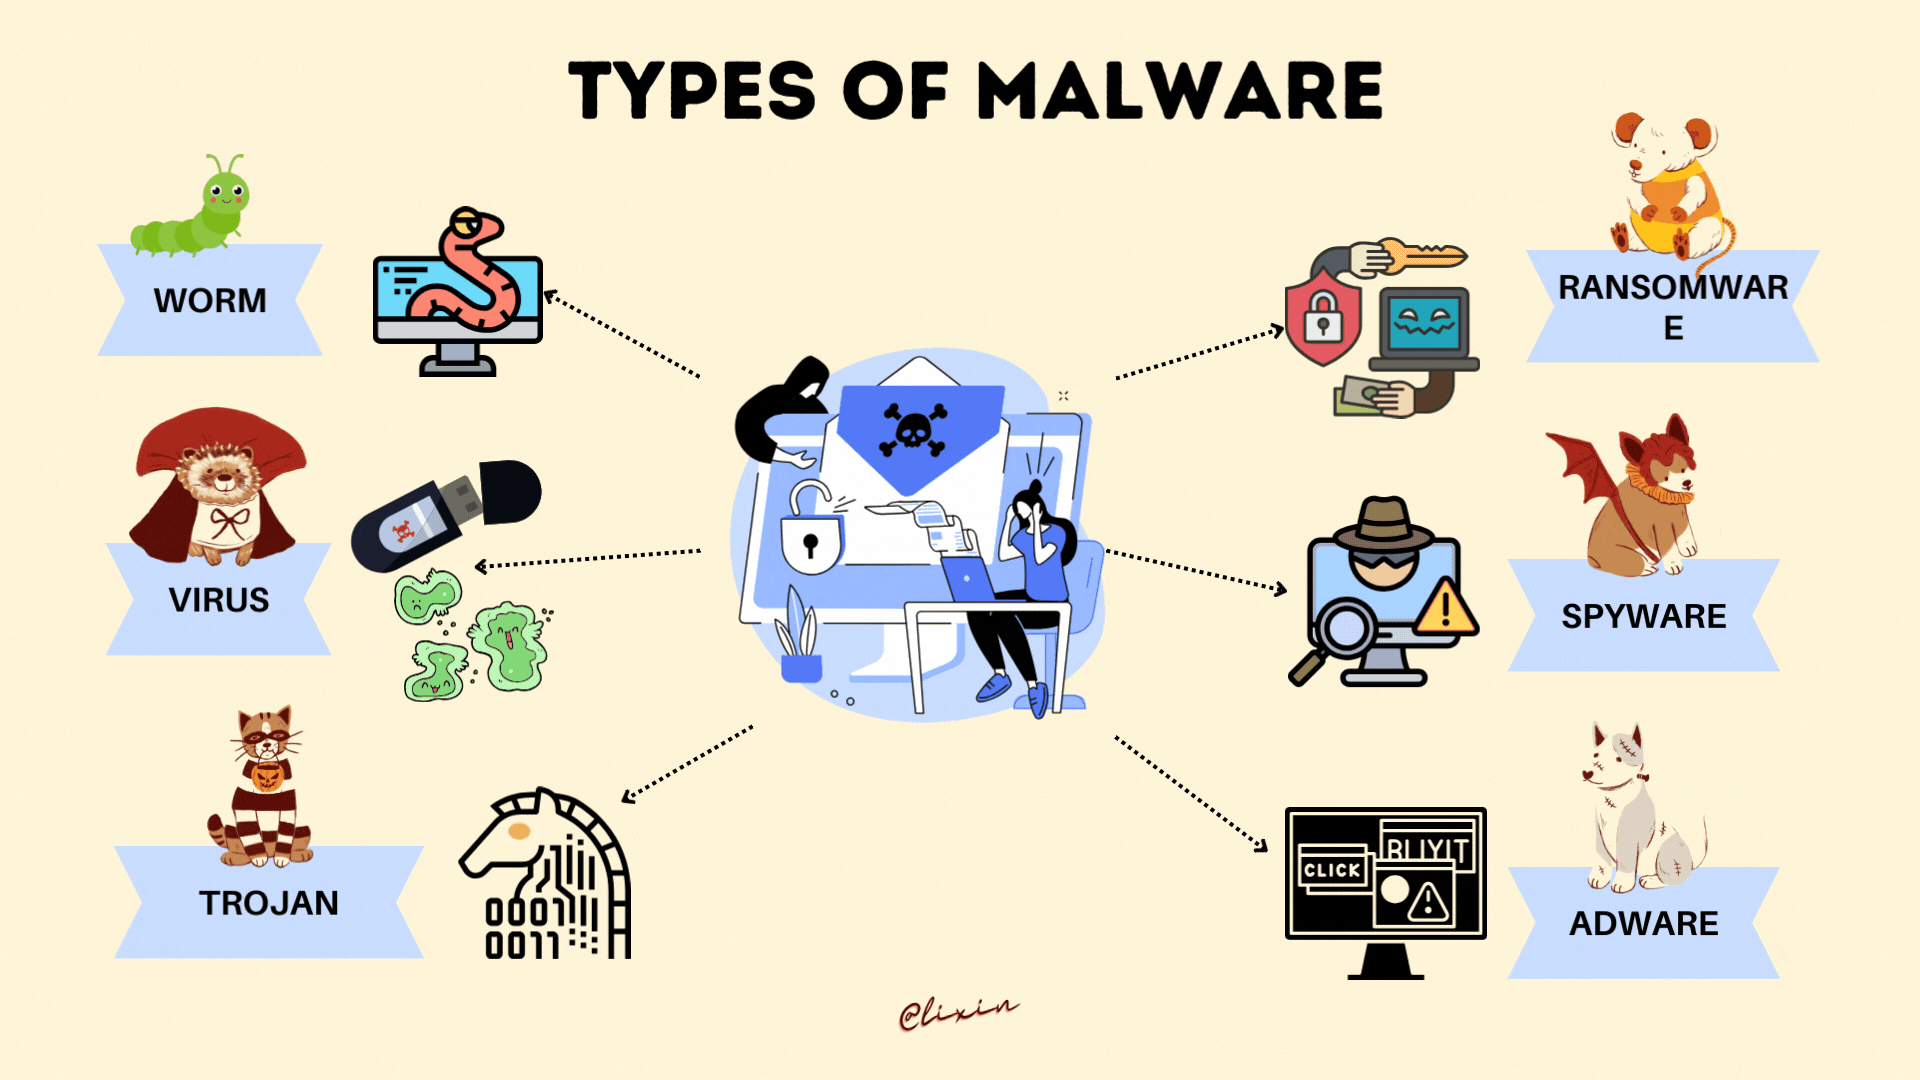 TYPES OF MALWARE
WORM
RANSOMWAR
E
VIRUS
SPYWARE
TROJAN
0001
0011
BUYIT
CLICK
ADWARE
@lixin